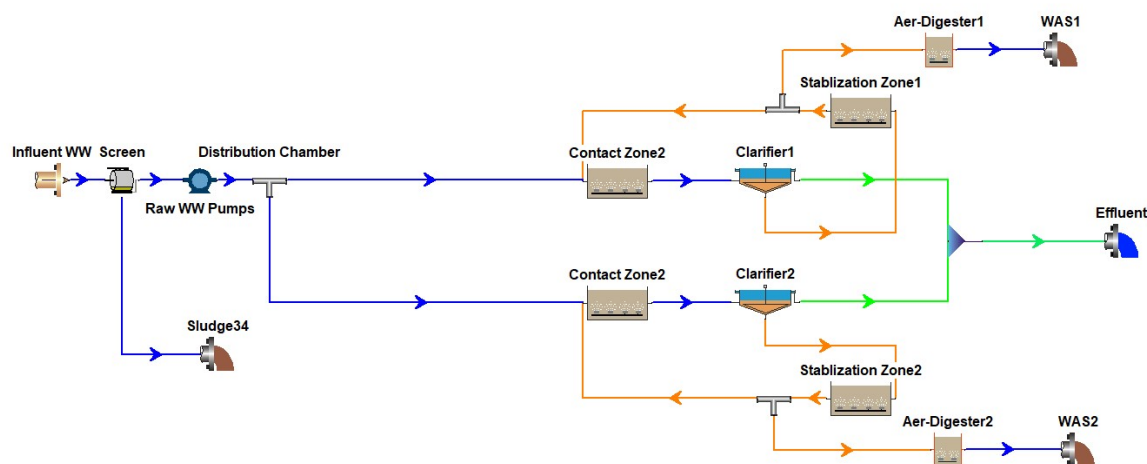 Aer-Digester1
WAS1
Stablization Zone1
Influent WW
Screen
Distribution Chamber
Contact Zone2
Clarifier1
Raw WW Pumps
Effluent
Contact Zone2
Clarifier2
Sludge34
Stablization Zone2
Aer-Digester2
WAS2